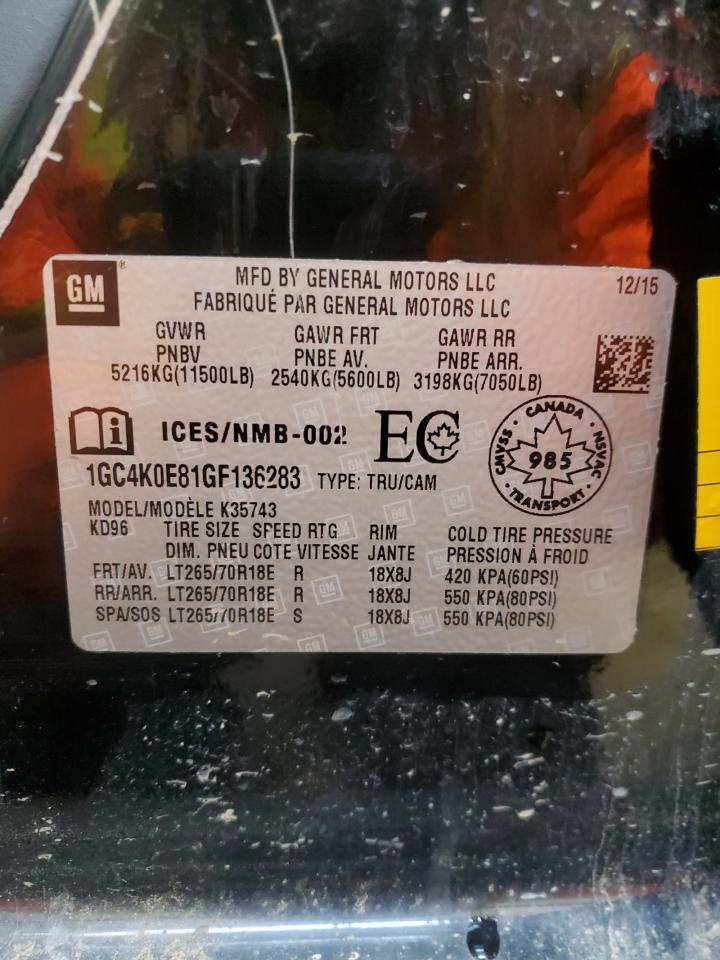 GM
®
MFD BY GENERAL MOTORS LLC 12/15
FABRIQUÉ PAR GENERAL MOTORS LLC
GVWR GAWR FRT GAWR RR
PNBV PNBE AV. PNBE ARR.
5216KG(11500LB) 2540KG(5600LB) 3198KG(7050LB)
i ICES/NMB-002 EC
CANADA
CMVSS 985 NSVAC
TRANSPORT
1GC4K0E81GF136283 TYPE: TRU/CAM
MODEL/MODÈLE K35743
KD96 TIRE SIZE SPEED RTG RIM COLD TIRE PRESSURE
DIM. PNEU COTE VITESSE JANTE PRESSION À FROID
FRT/AV. LT265/70R18E R 18X8J 420 KPA(60PSI)
RR/ARR. LT265/70R18E R 18X8J 550 KPA(80PSI)
SPA/SOS LT265/70R18E S 18X8J 550 KPA(80PSI)